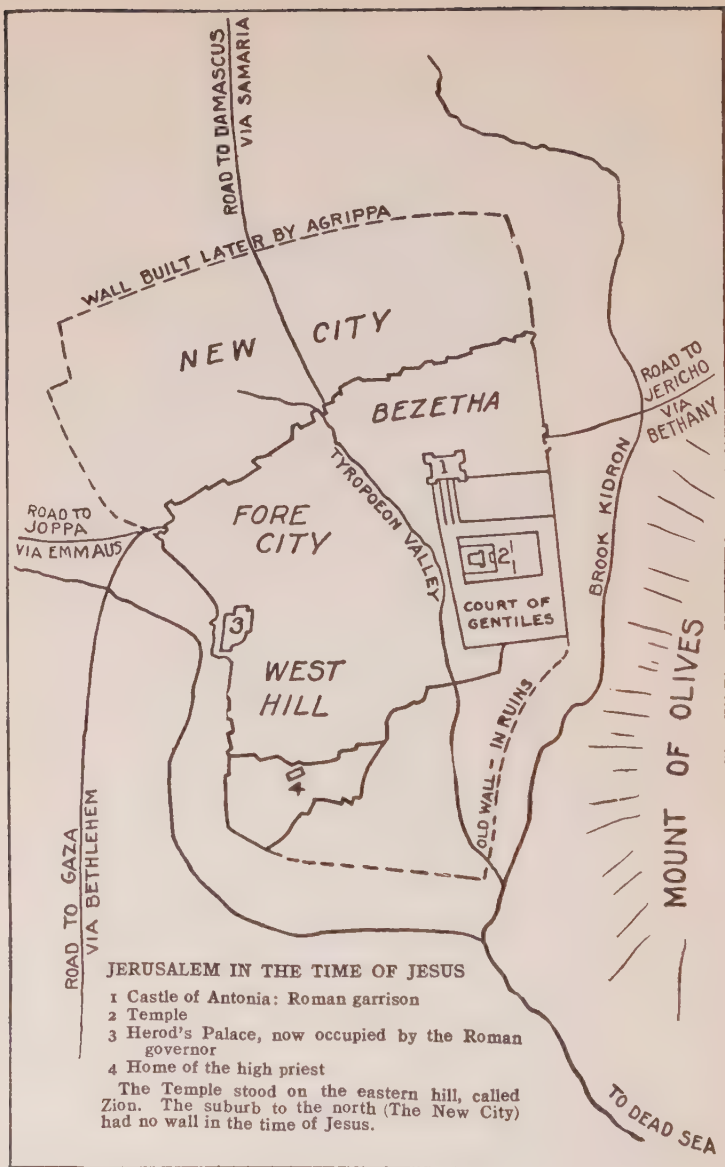 ROAD TO DAMASCUS
VIA SAMARIA
WALL BUILT LATER BY AGRIPPA
NEW CITY
BEZETHA
ROAD TO
JERICHO
VIA
BETHANY
1
TYROPOEON VALLEY
FORE
CITY
ROAD TO
JOPPA
VIA EMMAUS
2
BROOK KIDRON
COURT OF
GENTILES
3
WEST
HILL
MOUNT OF OLIVES
OLD WALL - IN RUINS
4
ROAD TO GAZA
VIA BETHLEHEM
JERUSALEM IN THE TIME OF JESUS
1 Castle of Antonia: Roman garrison
2 Temple
3 Herod's Palace, now occupied by the Roman
governor
4 Home of the high priest
The Temple stood on the eastern hill, called
Zion. The suburb to the north (The New City)
had no wall in the time of Jesus.
TO DEAD SEA